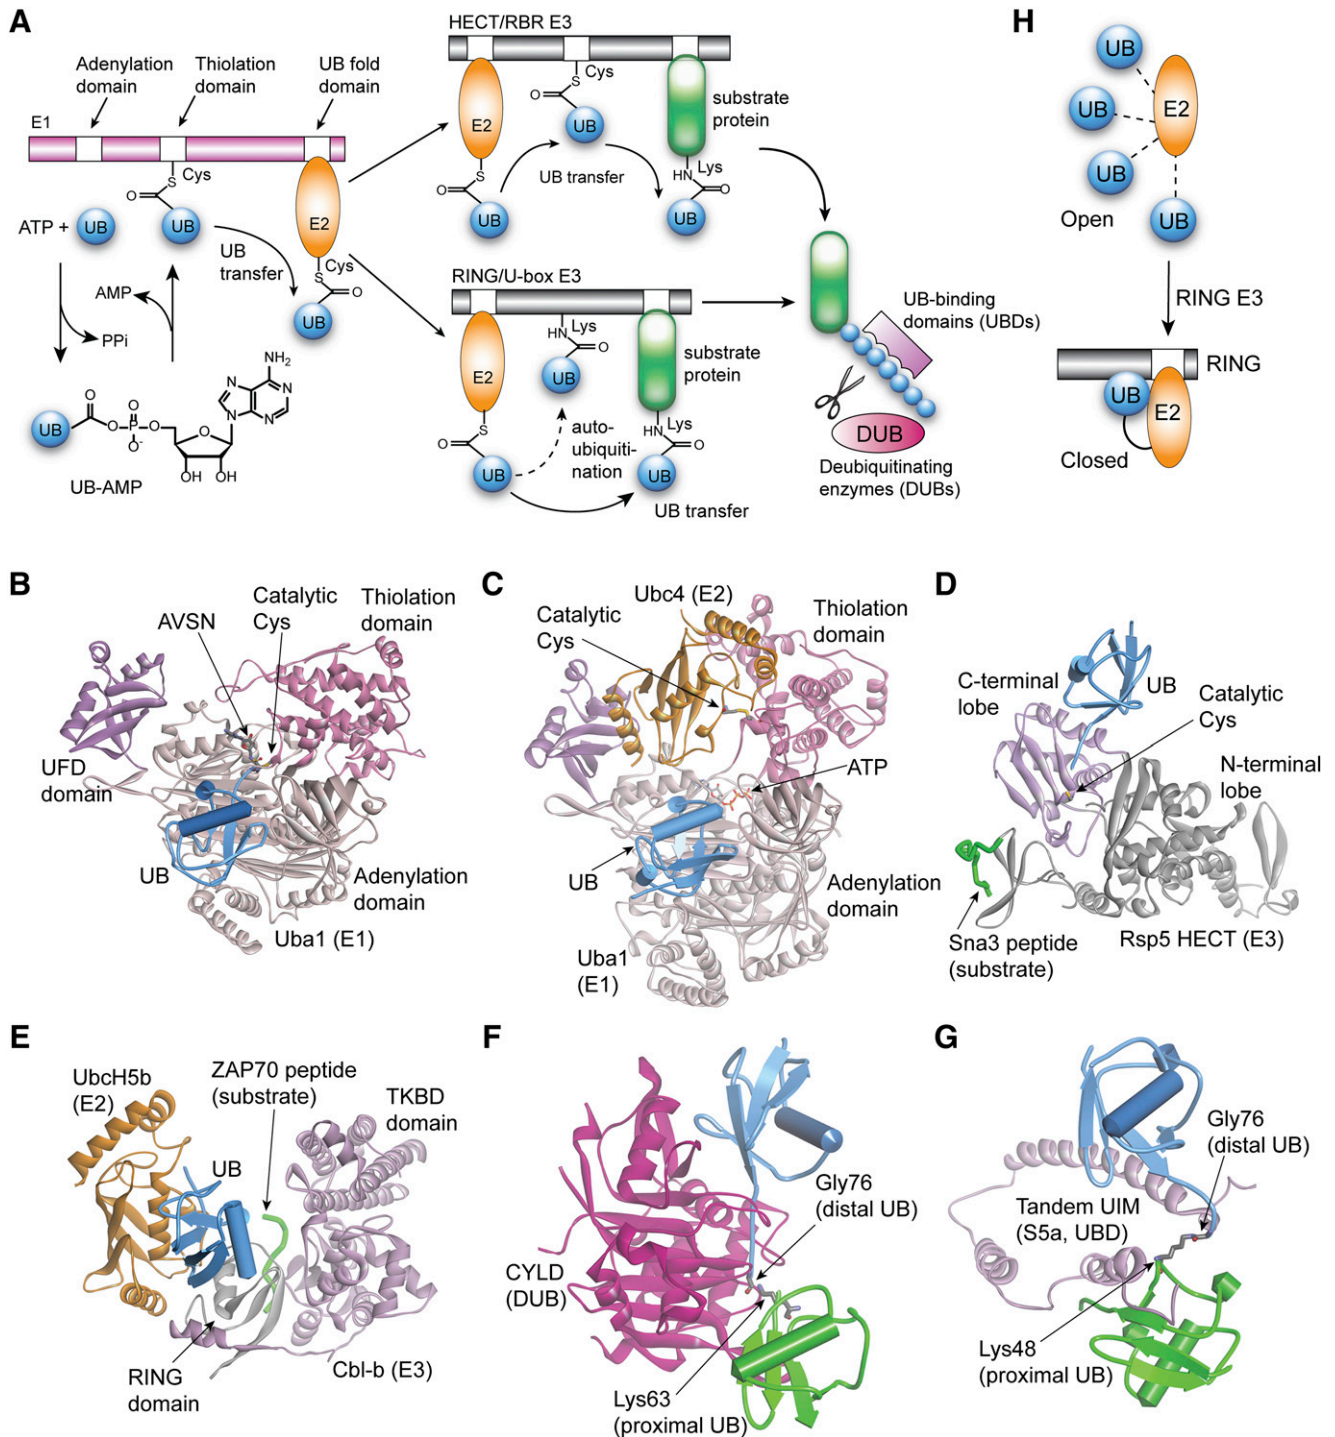 A
Adenylation
domain
Thiolation
domain
UB fold
domain
E1
Cys
S
O
ATP +
UB
UB
UB
transfer
E2
Cys
S
O
UB
AMP
PPi
NH2
N
N
N
N
O
O
P
O
O-
O
O
OH
OH
UB
UB-AMP
HECT/RBR E3
E2
S
O
UB
Cys
S
O
UB
UB transfer
substrate
protein
Lys
HN
O
UB
RING/U-box E3
E2
S
O
UB
Lys
HN
O
UB
auto-
ubiquiti-
nation
substrate
protein
Lys
HN
O
UB
UB transfer
UB-binding
domains (UBDs)
DUB
Deubiquitinating
enzymes (DUBs)
H
UB
UB
UB
UB
E2
Open
RING E3
RING
UB
E2
Closed
B
AVSN
Catalytic
Cys
Thiolation
domain
UFD
domain
UB
Adenylation
domain
Uba1 (E1)
C
Ubc4 (E2)
Catalytic
Cys
Thiolation
domain
ATP
UB
Adenylation
domain
Uba1
(E1)
D
C-terminal
lobe
UB
Catalytic
Cys
N-terminal
lobe
Sna3 peptide
(substrate)
Rsp5 HECT (E3)
E
UbcH5b
(E2)
ZAP70 peptide
(substrate)
TKBD
domain
UB
RING
domain
Cbl-b (E3)
F
Gly76
(distal UB)
CYLD
(DUB)
Lys63
(proximal UB)
G
Gly76
(distal UB)
Tandem UIM
(S5a, UBD)
Lys48
(proximal UB)